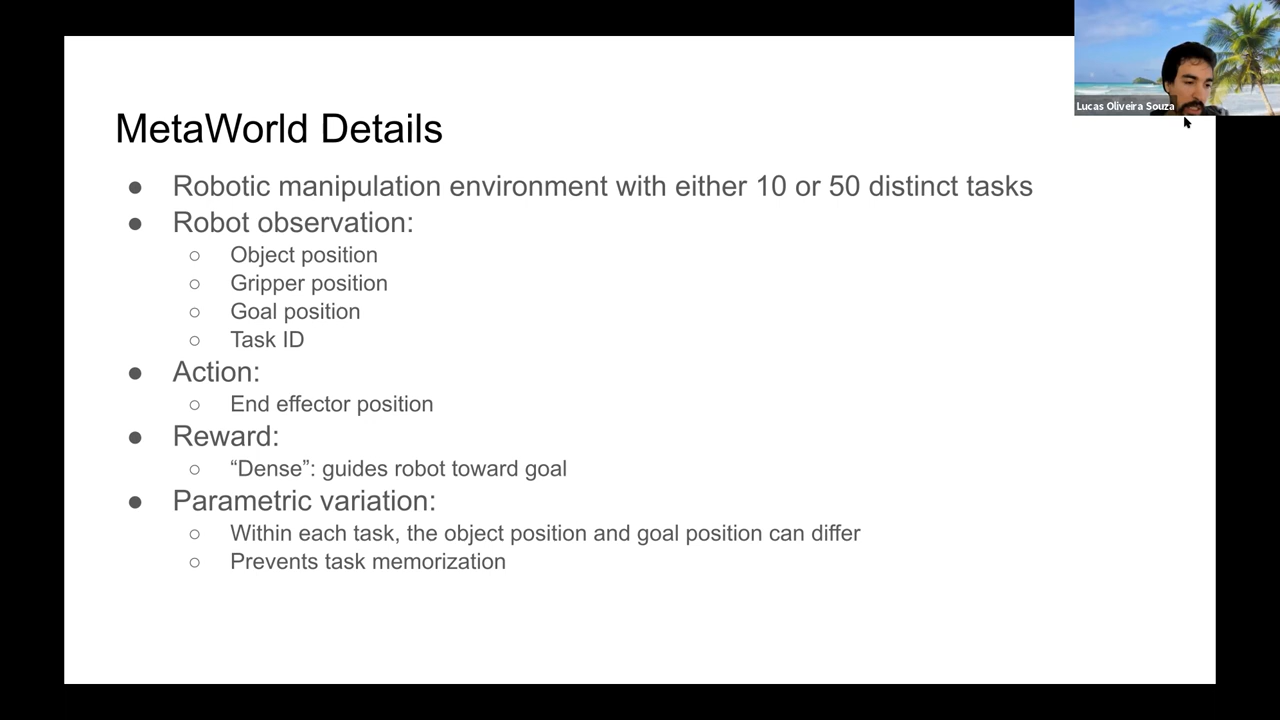 Lucas Oliveira Souza
MetaWorld Details
● Robotic manipulation environment with either 10 or 50 distinct tasks
● Robot observation:
○ Object position
○ Gripper position
○ Goal position
○ Task ID
● Action:
○ End effector position
● Reward:
○ “Dense”: guides robot toward goal
● Parametric variation:
○ Within each task, the object position and goal position can differ
○ Prevents task memorization